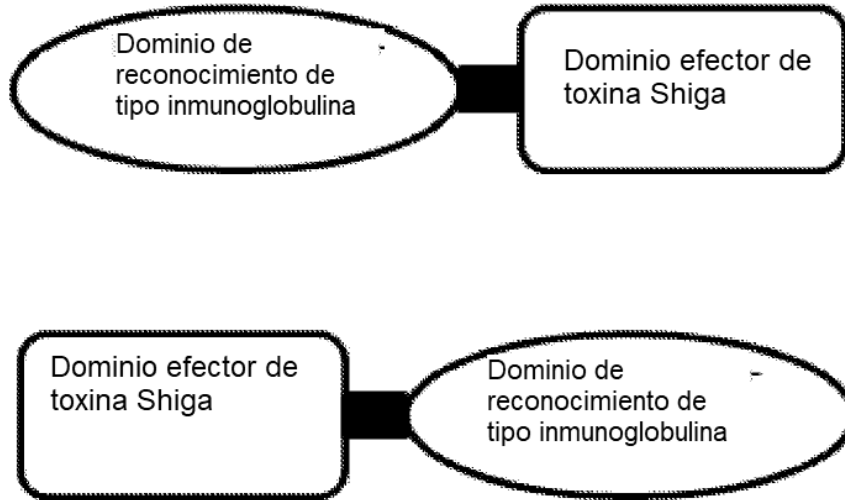 Dominio de
reconocimiento de
tipo inmunoglobulina
Dominio efector de
toxina Shiga
Dominio efector de
toxina Shiga
Dominio de
reconocimiento de
tipo inmunoglobulina